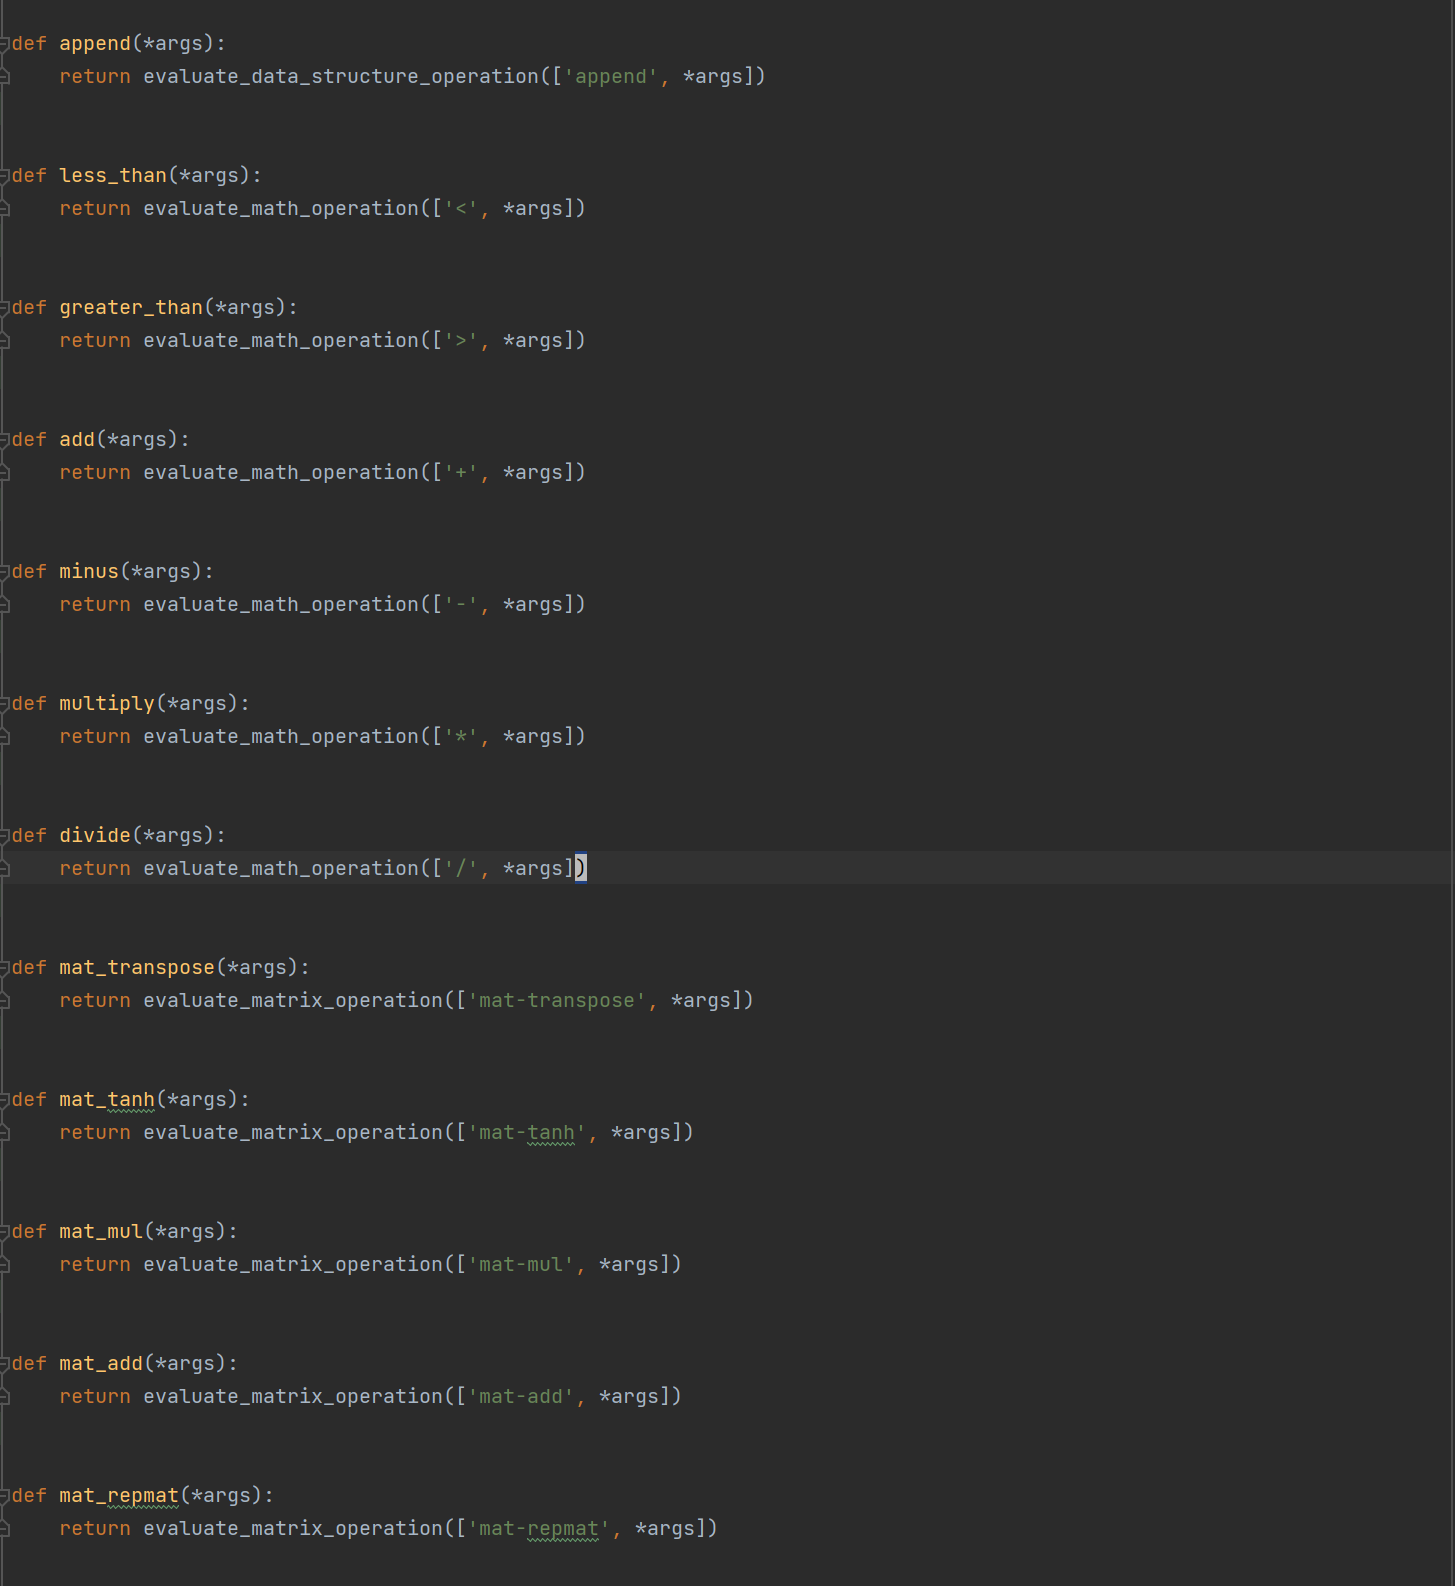 def append(*args):
    return evaluate_data_structure_operation(['append', *args])
def less_than(*args):
    return evaluate_math_operation(['<', *args])
def greater_than(*args):
    return evaluate_math_operation(['>', *args])
def add(*args):
    return evaluate_math_operation(['+', *args])
def minus(*args):
    return evaluate_math_operation(['-', *args])
def multiply(*args):
    return evaluate_math_operation(['*', *args])
def divide(*args):
    return evaluate_math_operation(['/', *args])
def mat_transpose(*args):
    return evaluate_matrix_operation(['mat-transpose', *args])
def mat_tanh(*args):
    return evaluate_matrix_operation(['mat-tanh', *args])
def mat_mul(*args):
    return evaluate_matrix_operation(['mat-mul', *args])
def mat_add(*args):
    return evaluate_matrix_operation(['mat-add', *args])
def mat_repmat(*args):
    return evaluate_matrix_operation(['mat-repmat', *args])